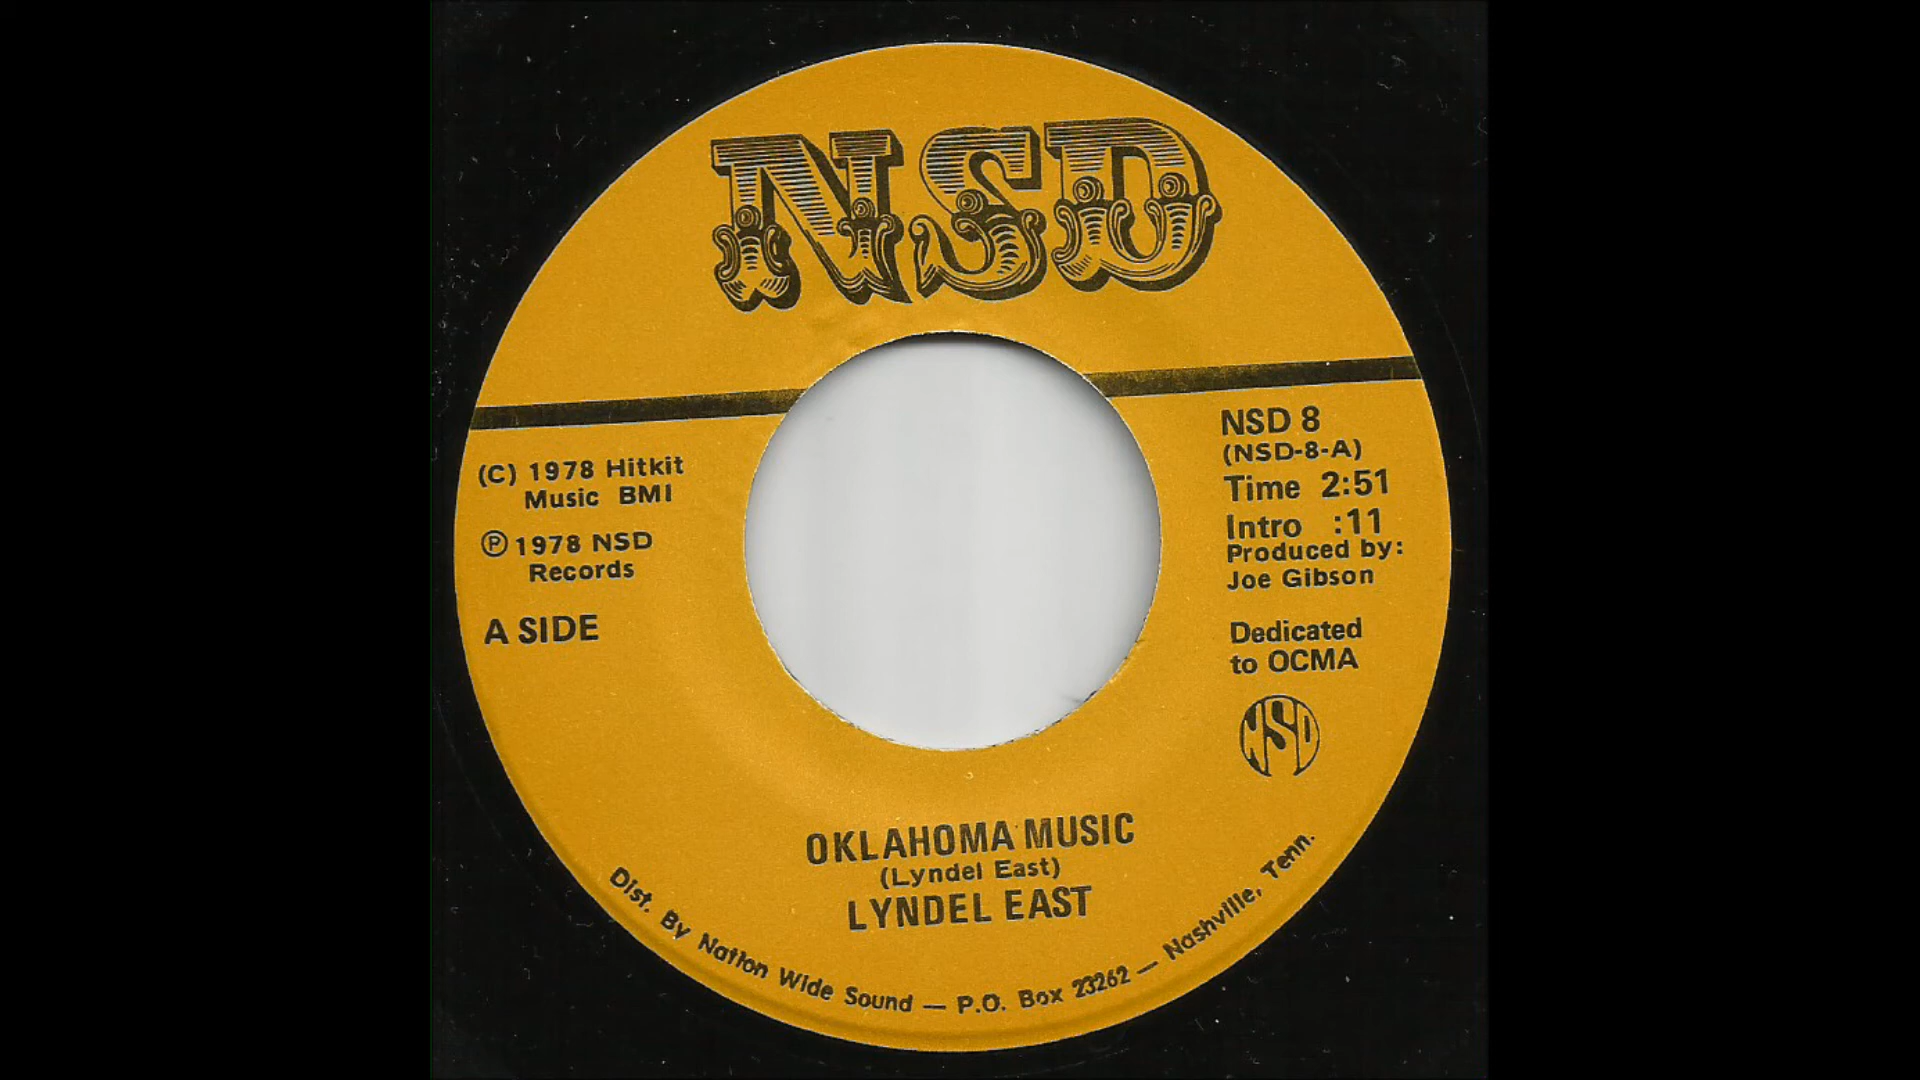 NSD
(C) 1978 Hitkit
Music BMI
Ⓟ 1978 NSD
Records
A SIDE
NSD 8
(NSD-8-A)
Time 2:51
Intro :11
Produced by:
Joe Gibson
Dedicated
to OCMA
NSD
OKLAHOMA MUSIC
(Lyndel East)
LYNDEL EAST
Dist. By Nation Wide Sound — P.O. Box 23262 — Nashville, Tenn.